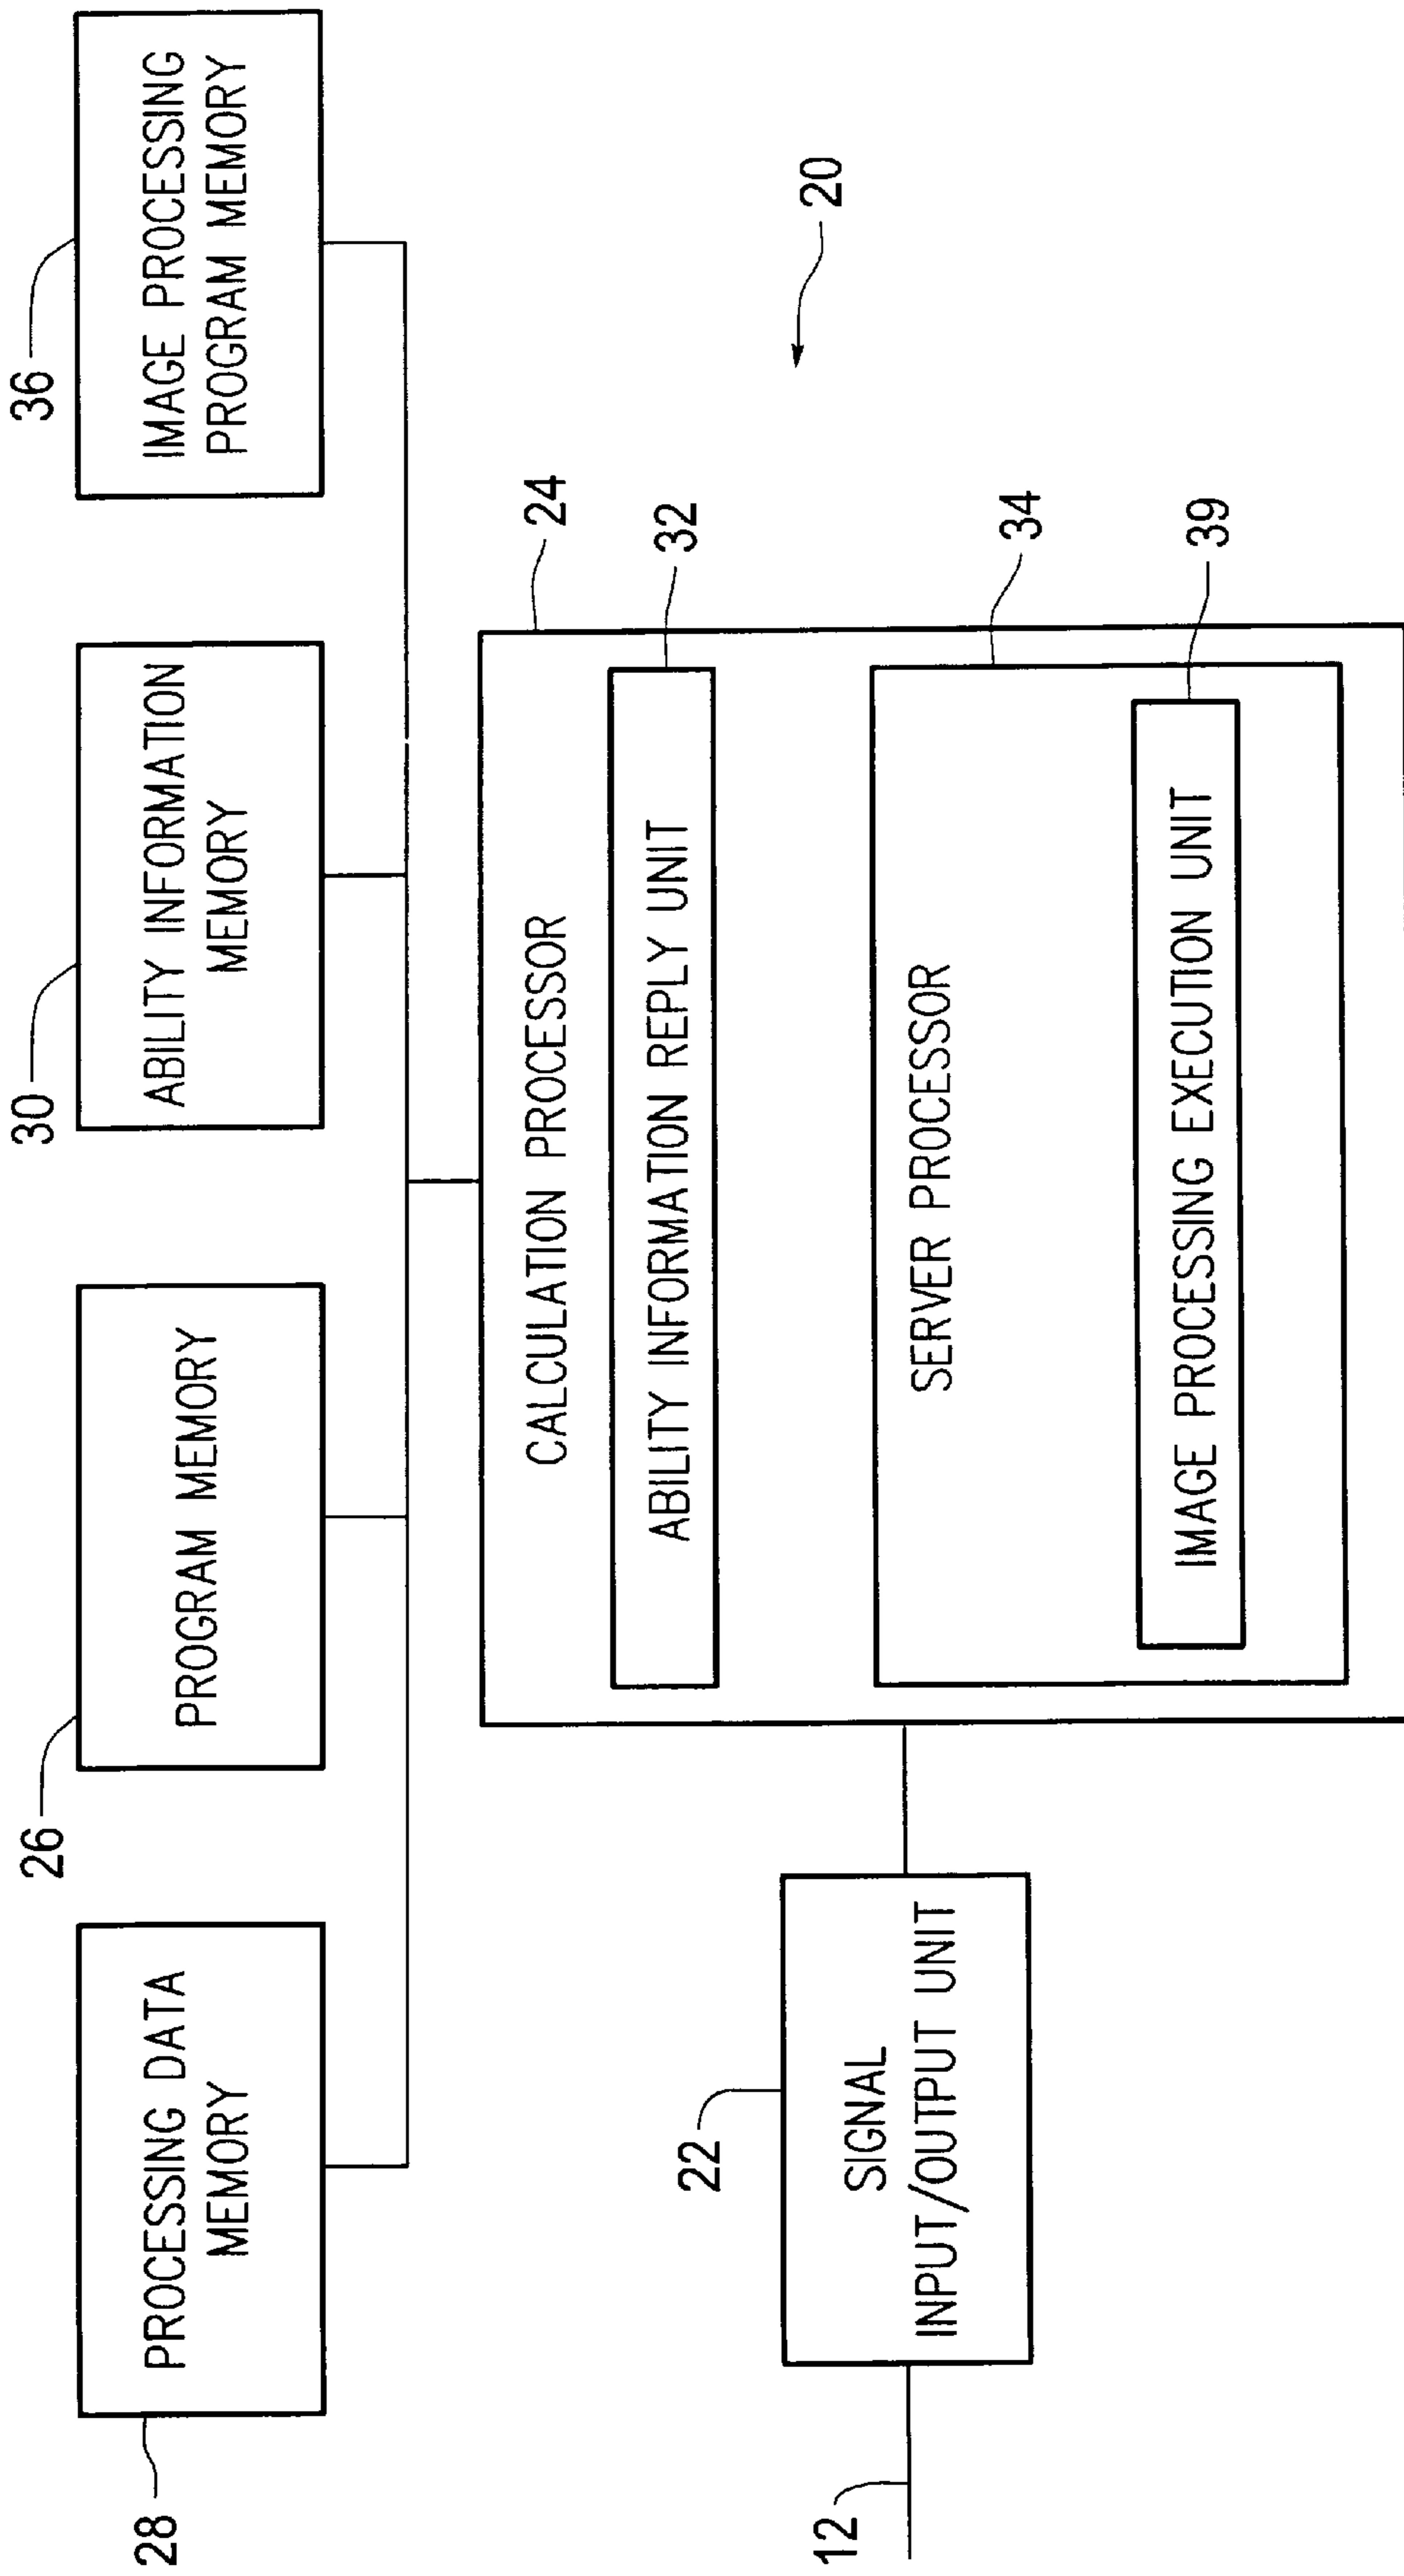 28
PROCESSING DATA
MEMORY
26
PROGRAM MEMORY
30
ABILITY INFORMATION
MEMORY
36
IMAGE PROCESSING
PROGRAM MEMORY
20
12
22
SIGNAL
INPUT/OUTPUT UNIT
24
CALCULATION PROCESSOR
32
ABILITY INFORMATION REPLY UNIT
34
SERVER PROCESSOR
39
IMAGE PROCESSING EXECUTION UNIT